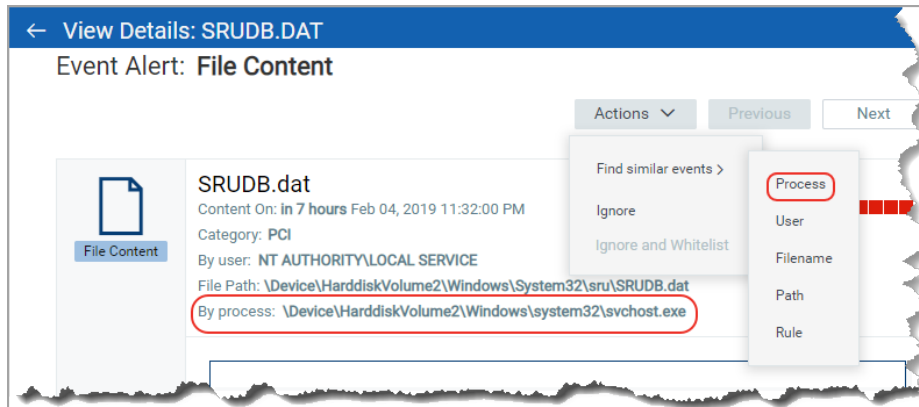 ← View Details: SRUDB.DAT
Event Alert: File Content
Actions
Previous
Next
Find similar events >
Ignore
Ignore and Whitelist
Process
User
Filename
Path
Rule
File Content
SRUDB.dat
Content On: in 7 hours Feb 04, 2019 11:32:00 PM
Category: PCI
By user: NT AUTHORITY\LOCAL SERVICE
File Path: \Device\HarddiskVolume2\Windows\System32\sru\SRUDB.dat
By process: \Device\HarddiskVolume2\Windows\system32\svchost.exe